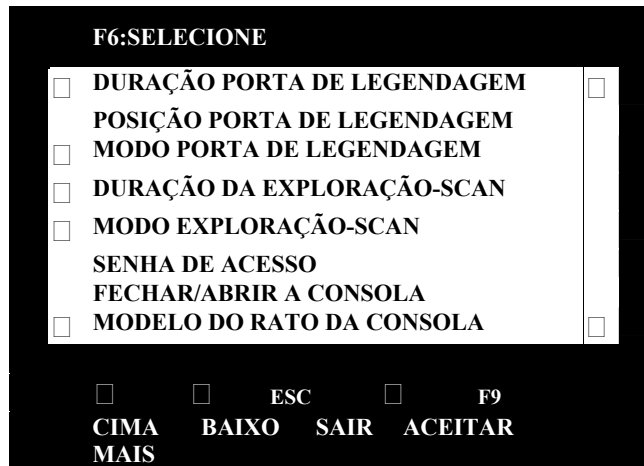 F6:SELECIONE
DURAÇÃO PORTA DE LEGENDAGEM
POSIÇÃO PORTA DE LEGENDAGEM
MODO PORTA DE LEGENDAGEM
DURAÇÃO DA EXPLORAÇÃO-SCAN
MODO EXPLORAÇÃO-SCAN
SENHA DE ACESSO
FECHAR/ABRIR A CONSOLA
MODELO DO RATO DA CONSOLA
ESC F9
CIMA BAIXO SAIR ACEITAR
MAIS